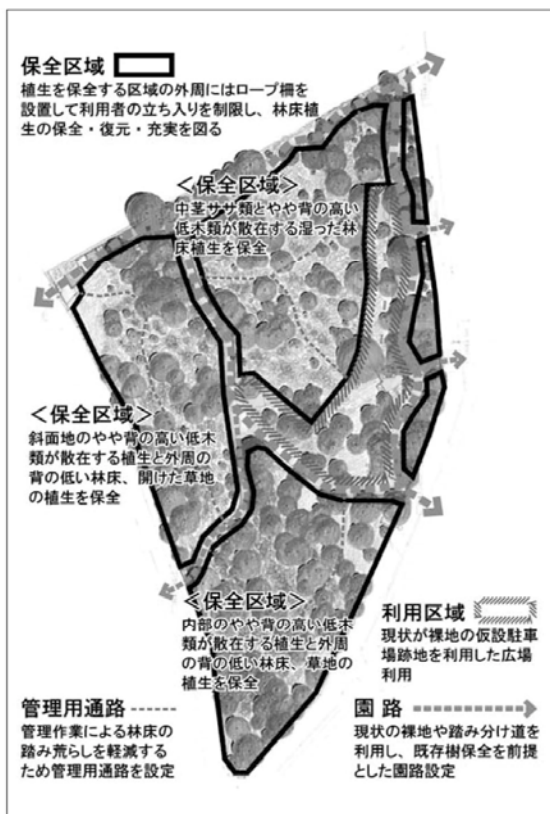 保全区域
植生を保全する区域の外周にはロープ柵を
設置して利用者の立ち入りを制限し、林床植
生の保全・復元・充実を図る
＜保全区域＞
中茎ササ類とやや背の高い
低木類が散在する湿った林
床植生を保全
＜保全区域＞
斜面地のやや背の高い低木
類が散在する植生と外周の
背の低い林床、開けた草地
の植生を保全
＜保全区域＞
内部のやや背の高い低木
類が散在する植生と外周
の背の低い林床、草地の
植生を保全
利用区域
現状が裸地の仮設駐車
場跡地を利用した広場
利用
管理用通路
管理作業による林床の
踏み荒らしを軽減する
ため管理用通路を設定
園路
現状の裸地や踏み分け道を
利用し、既存樹保全を前提
とした園路設定